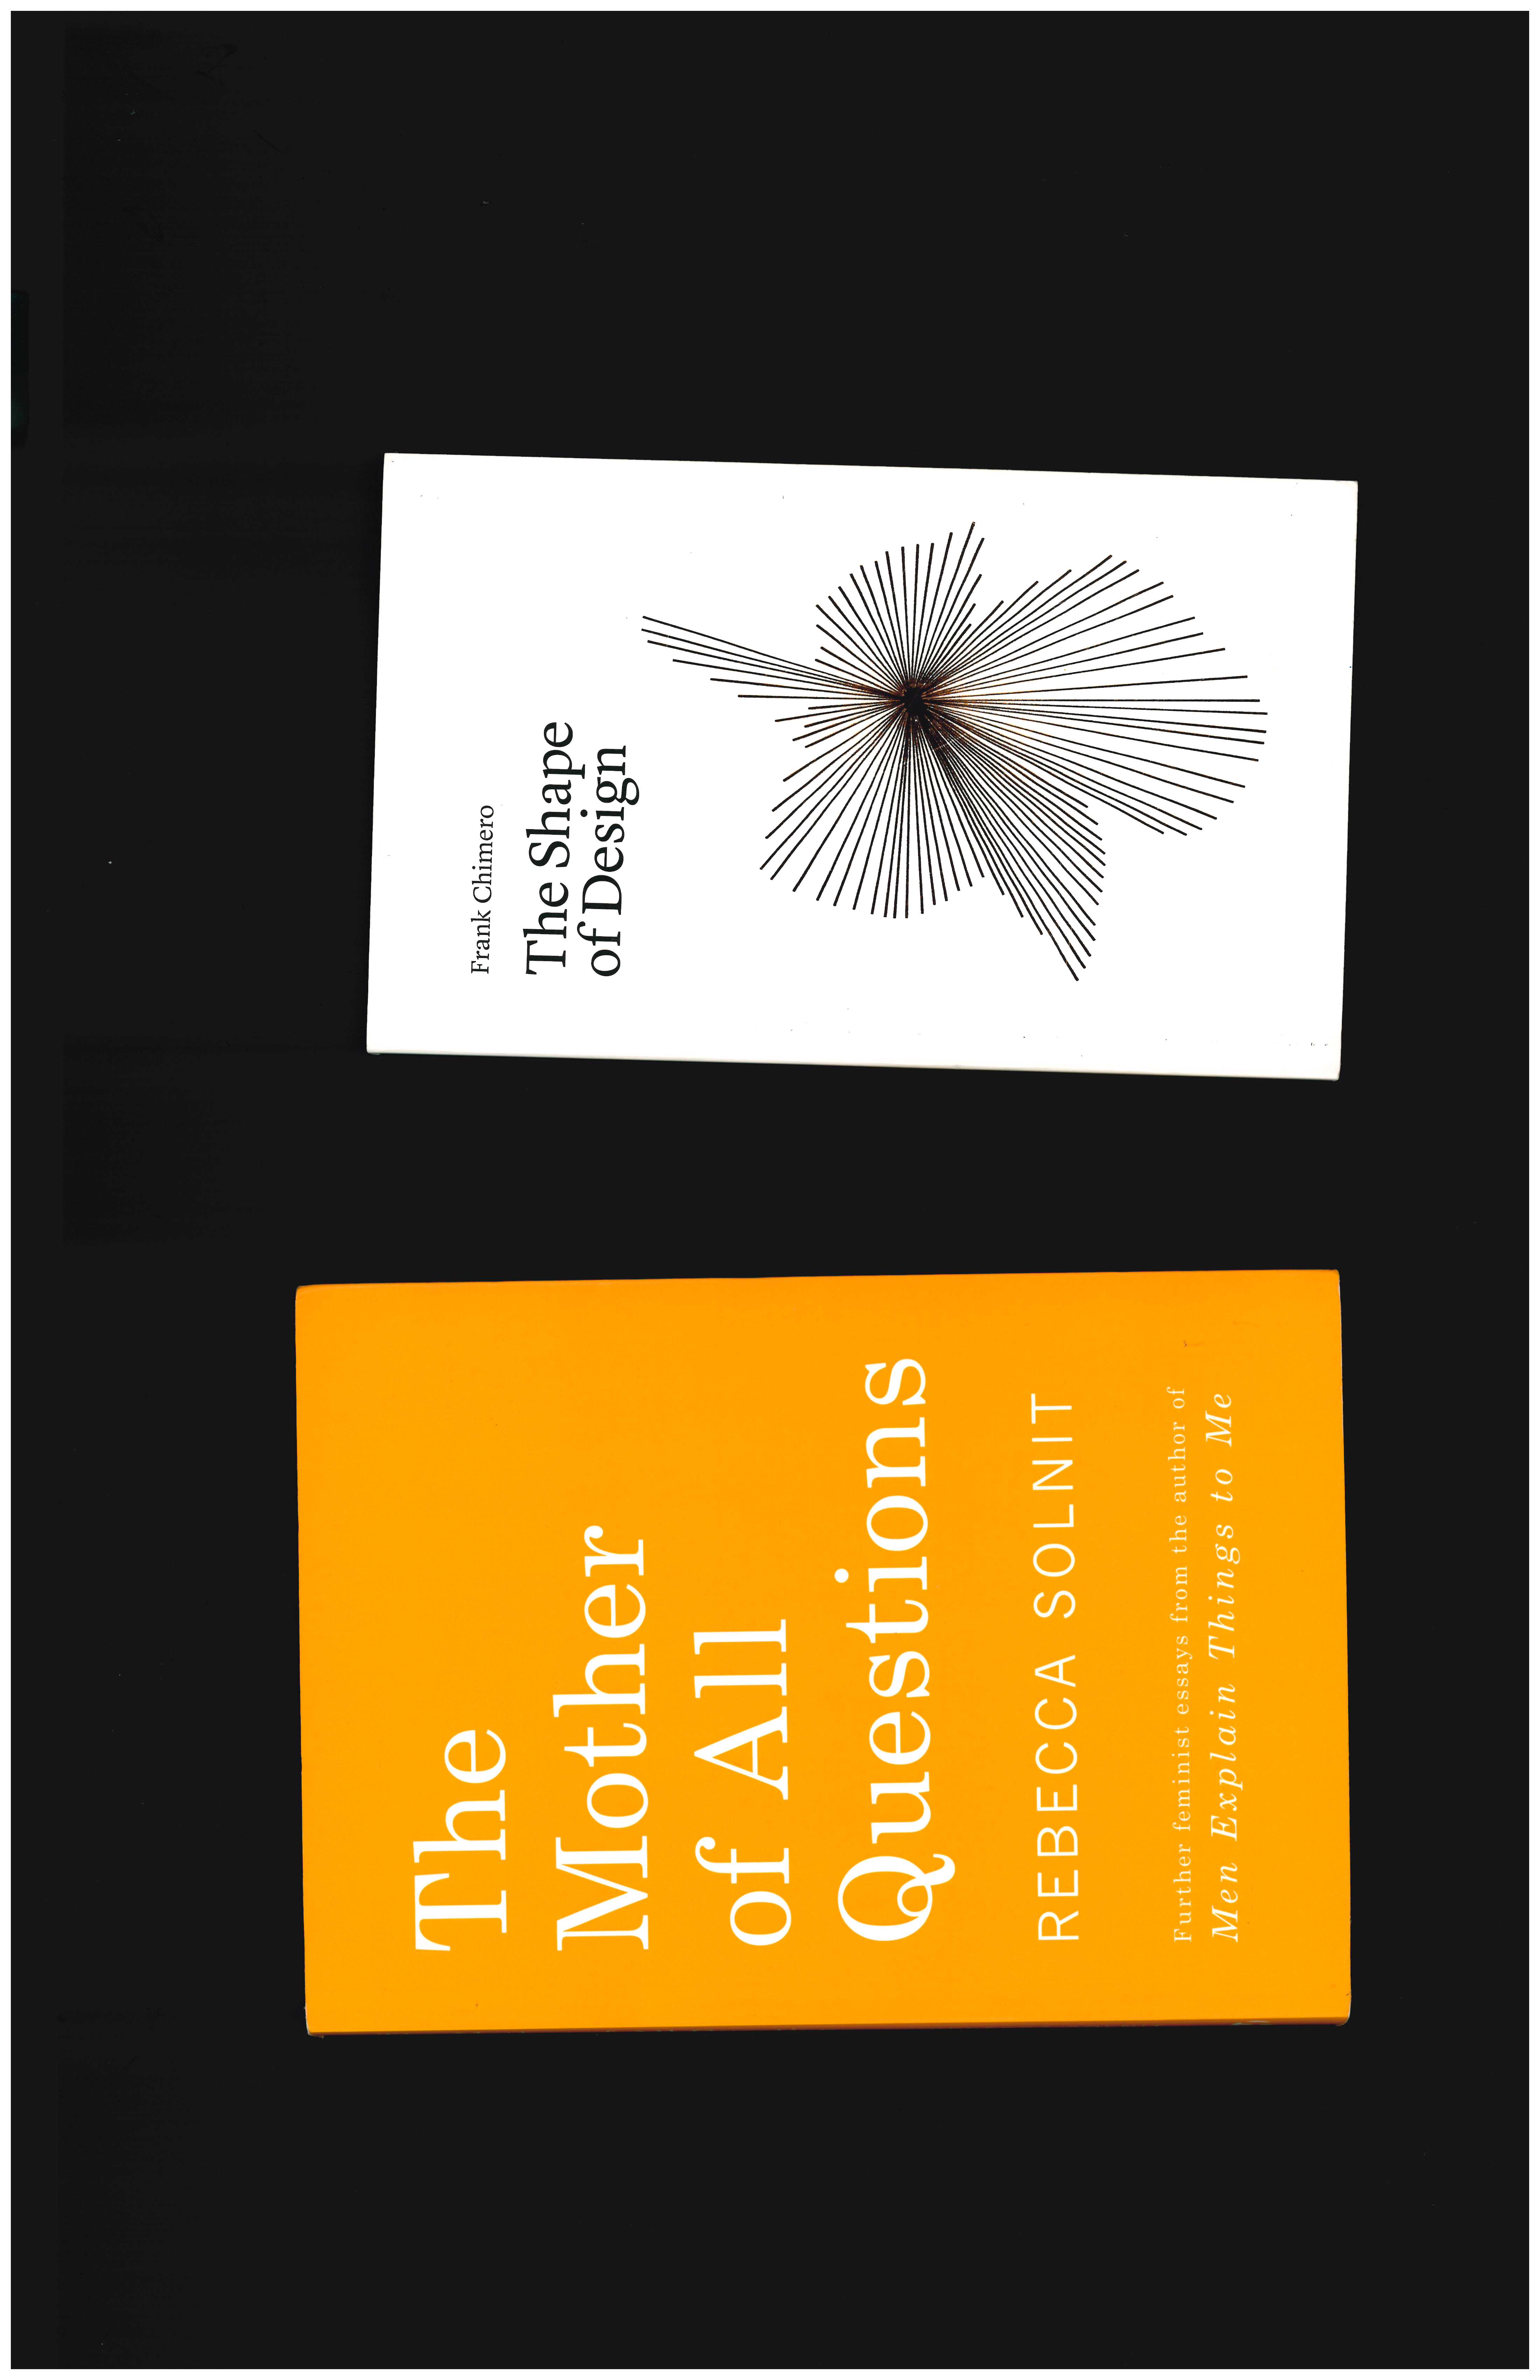 Frank Chimero
The Shape
of Design
The
Mother
of All
Questions
REBECCA SOLNIT
Further feminist essays from the author of
Men Explain Things to Me